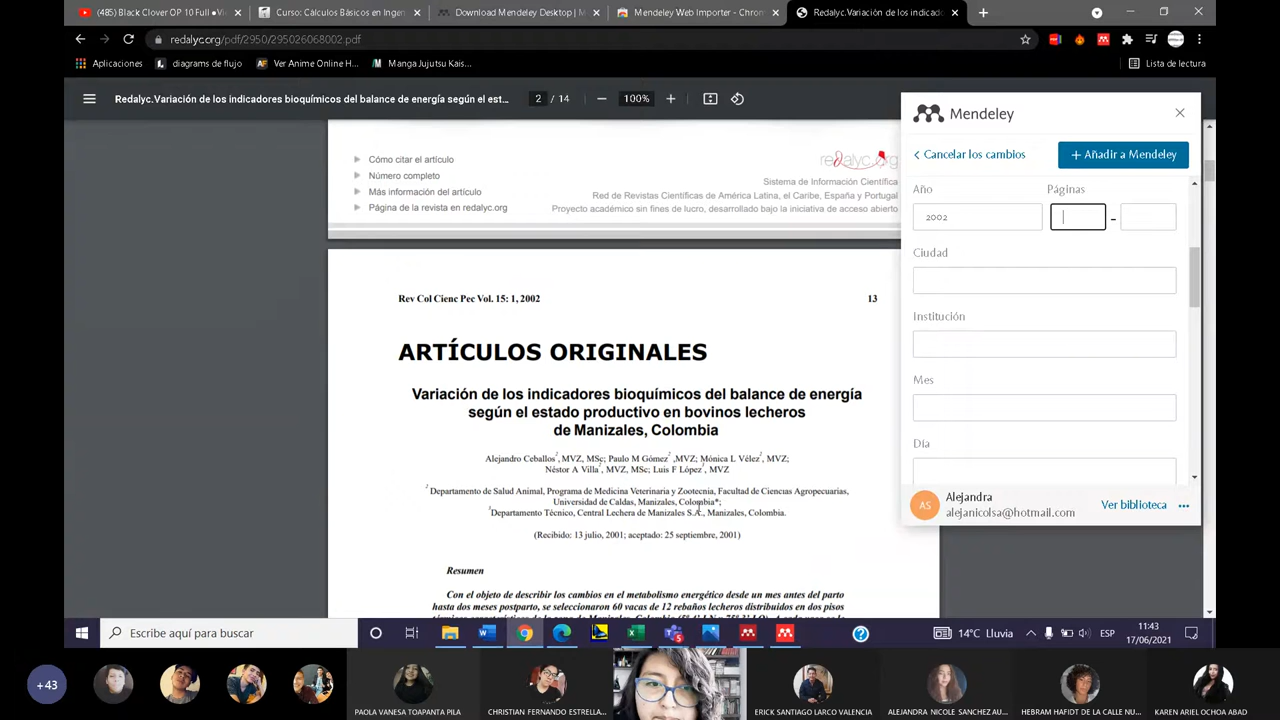 (485) Black Clover OP 10 Full ●Vi
Curso: Cálculos Básicos en Ingen
Download Mendeley Desktop | M
Mendeley Web Importer - Chrom
Redalyc.Variación de los indicado
redalyc.org/pdf/2950/295026068002.pdf
Aplicaciones
diagrams de flujo
Ver Anime Online H...
Manga Jujutsu Kais...
Lista de lectura
Redalyc.Variación de los indicadores bioquímicos del balance de energía según el est...
2 / 14
100%
Cómo citar el artículo
Número completo
Más información del artículo
Página de la revista en redalyc.org
redalyc.org
Sistema de Información Científica
Red de Revistas Científicas de América Latina, el Caribe, España y Portugal
Proyecto académico sin fines de lucro, desarrollado bajo la iniciativa de acceso abierto
Rev Col Cienc Pec Vol. 15: 1, 2002
13
ARTÍCULOS ORIGINALES
Variación de los indicadores bioquímicos del balance de energía
según el estado productivo en bovinos lecheros
de Manizales, Colombia
Alejandro Ceballos², MVZ, MSc; Paulo M Gómez² ,MVZ; Mónica L Vélez², MVZ;
Néstor A Villa², MVZ, MSc; Luis F López³, MVZ
² Departamento de Salud Animal, Programa de Medicina Veterinaria y Zootecnia, Facultad de Ciencias Agropecuarias,
Universidad de Caldas, Manizales, Colombia*;
³Departamento Técnico, Central Lechera de Manizales S.A., Manizales, Colombia.
(Recibido: 13 julio, 2001; aceptado: 25 septiembre, 2001)
Resumen
Con el objeto de describir los cambios en el metabolismo energético desde un mes antes del parto
hasta dos meses postparto, se seleccionaron 60 vacas de 12 rebaños lecheros distribuidos en dos pisos
Mendeley
Cancelar los cambios
+ Añadir a Mendeley
Año
Páginas
2002
–
Ciudad
Institución
Mes
Día
AS
Alejandra
alejanicolsa@hotmail.com
Ver biblioteca
Escribe aquí para buscar
14°C Lluvia
ESP
11:43
17/06/2021
+43
PAOLA VANESA TOAPANTA PILA
CHRISTIAN FERNANDO ESTRELLA...
ERICK SANTIAGO LARCO VALENCIA
ALEJANDRA NICOLE SANCHEZ AU...
HEBRAM HAFIDT DE LA CALLE NU...
KAREN ARIEL OCHOA ABAD